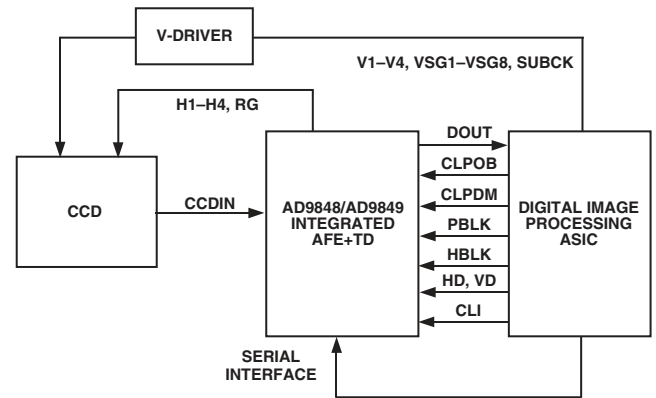 V-DRIVER
V1–V4, VSG1–VSG8, SUBCK
H1–H4, RG
DOUT
CLPOB
CCD
CCDIN
AD9848/AD9849
INTEGRATED
AFE+TD
CLPDM
DIGITAL IMAGE
PROCESSING
ASIC
PBLK
HBLK
HD, VD
CLI
SERIAL
INTERFACE